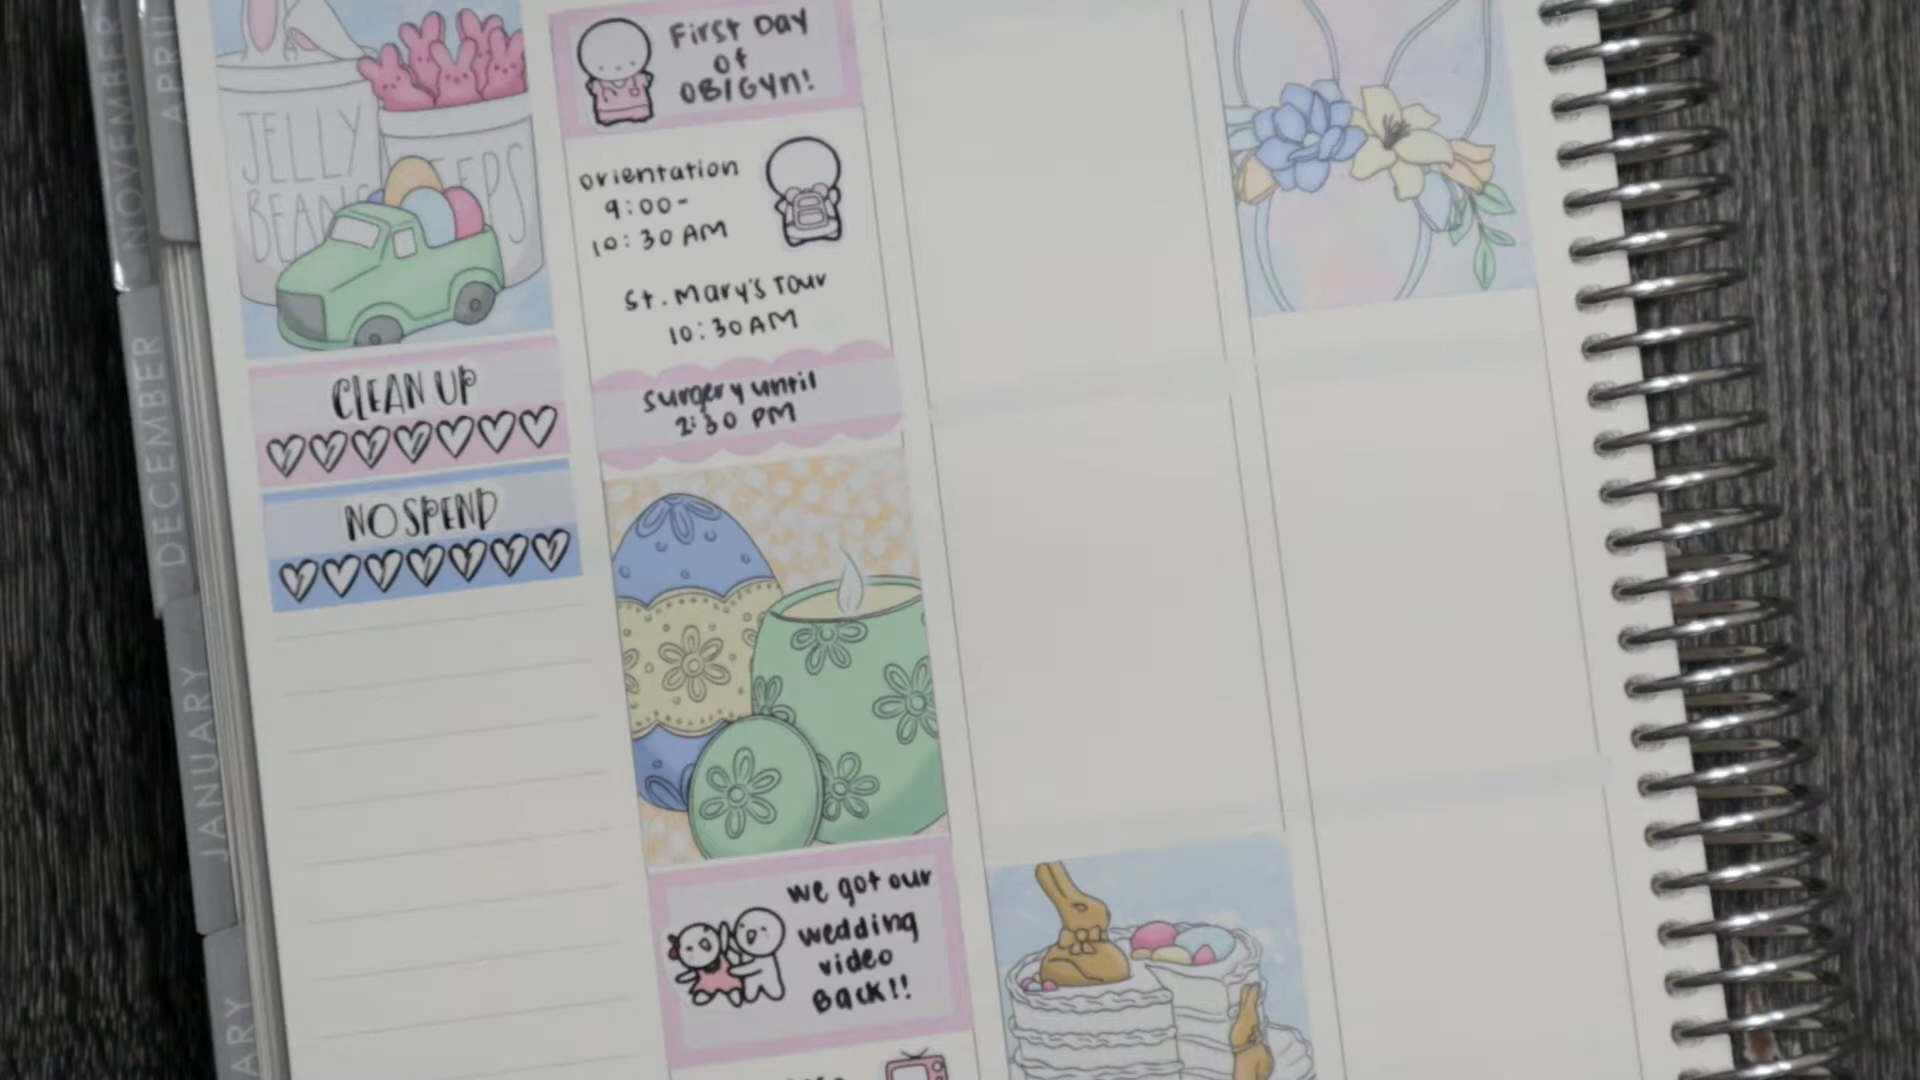 NOVEMBER
APRIL
DECEMBER
JANUARY
JELLY
BEANS
CLEAN UP
NO SPEND
First Day
of
OB/Gyn!
orientation
9:00-
10:30 AM
St. Mary's Tour
10:30 AM
surgery until
2:30 PM
we got our
wedding
video
Back!!